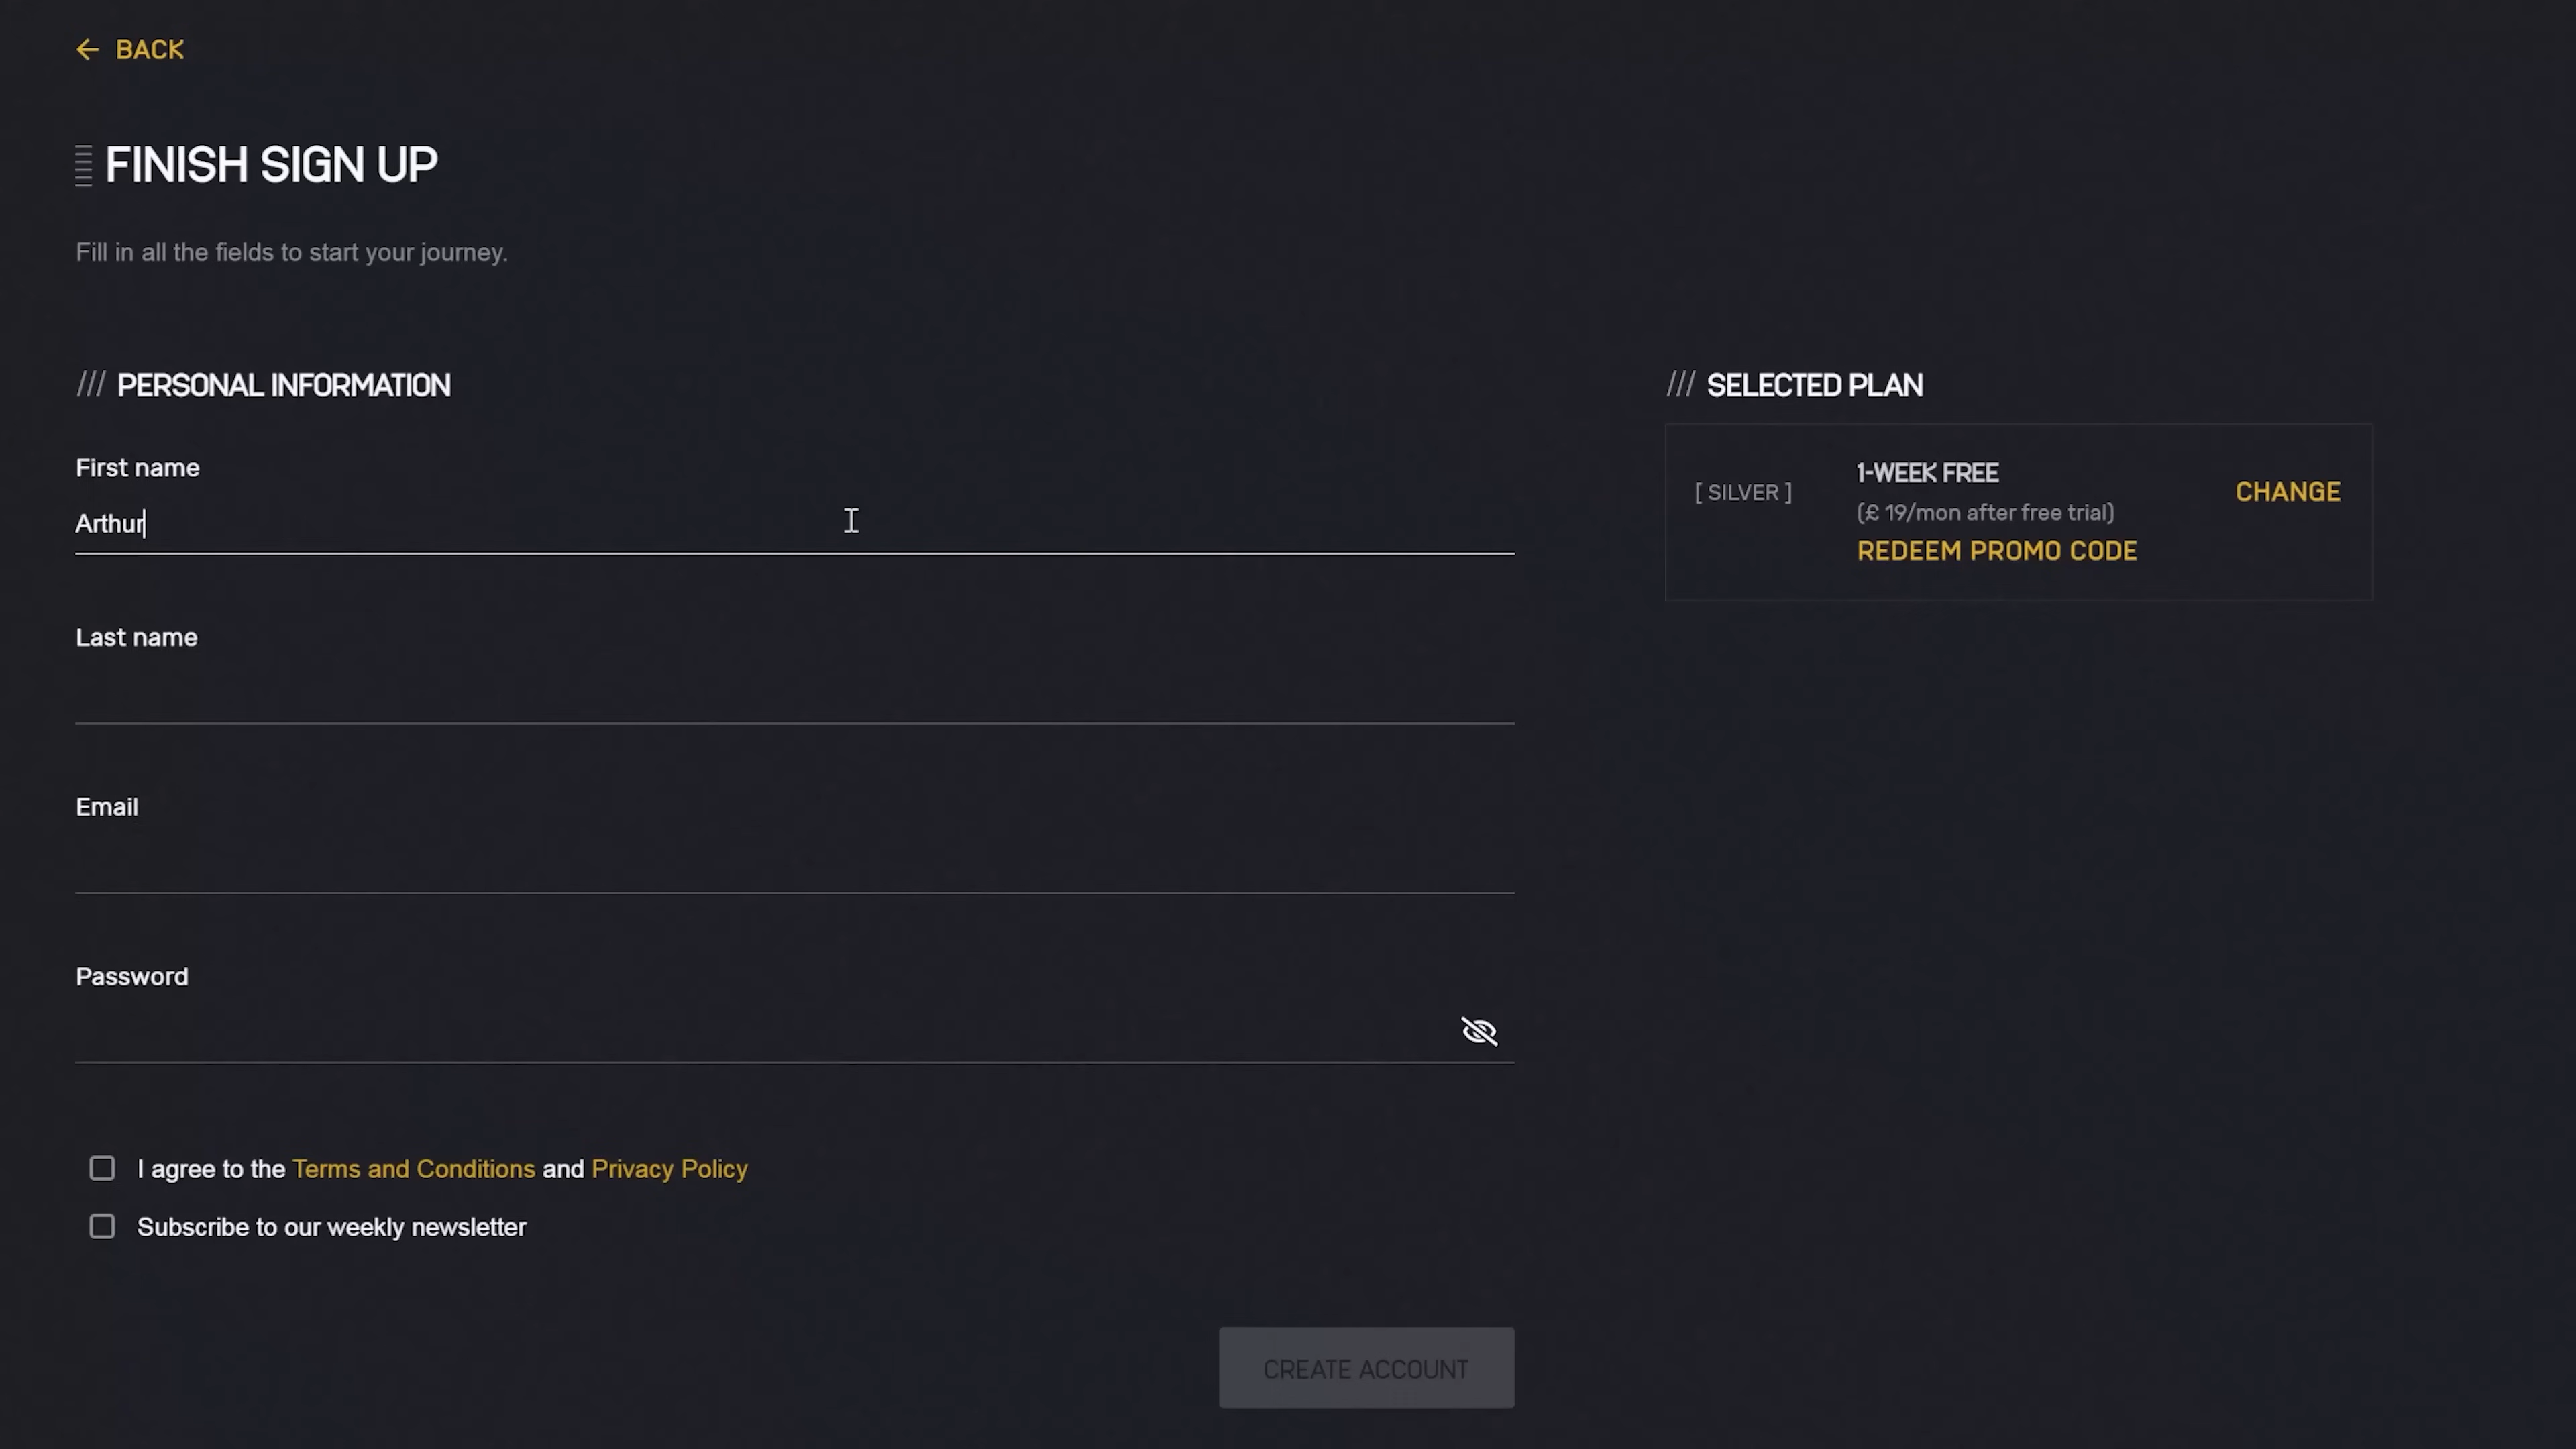 BACK
FINISH SIGN UP
Fill in all the fields to start your journey.
/// PERSONAL INFORMATION
First name
Arthur
Last name
Email
Password
I agree to the Terms and Conditions and Privacy Policy
Subscribe to our weekly newsletter
CREATE ACCOUNT
/// SELECTED PLAN
[ SILVER ]
1-WEEK FREE
(£ 19/mon after free trial)
REDEEM PROMO CODE
CHANGE